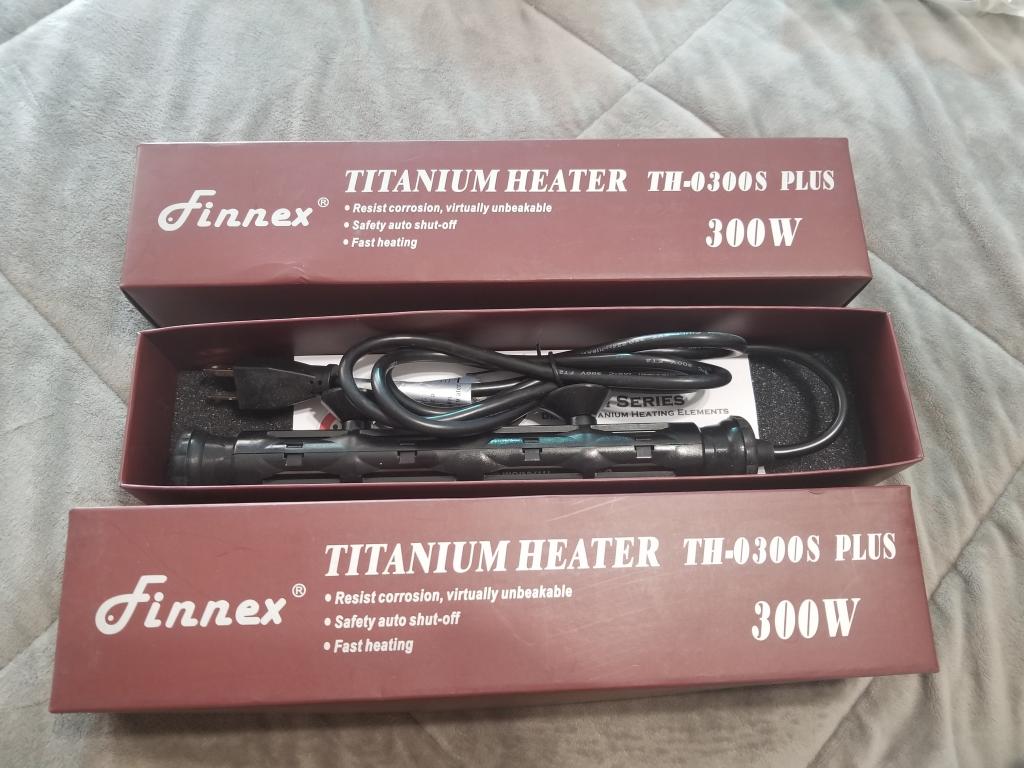 Finnex®
TITANIUM HEATER TH-0300S PLUS
• Resist corrosion, virtually unbeakable
• Safety auto shut-off
• Fast heating
300W
SERIES
HEATING ELEMENTS
Finnex®
TITANIUM HEATER TH-0300S PLUS
• Resist corrosion, virtually unbeakable
• Safety auto shut-off
• Fast heating
300W